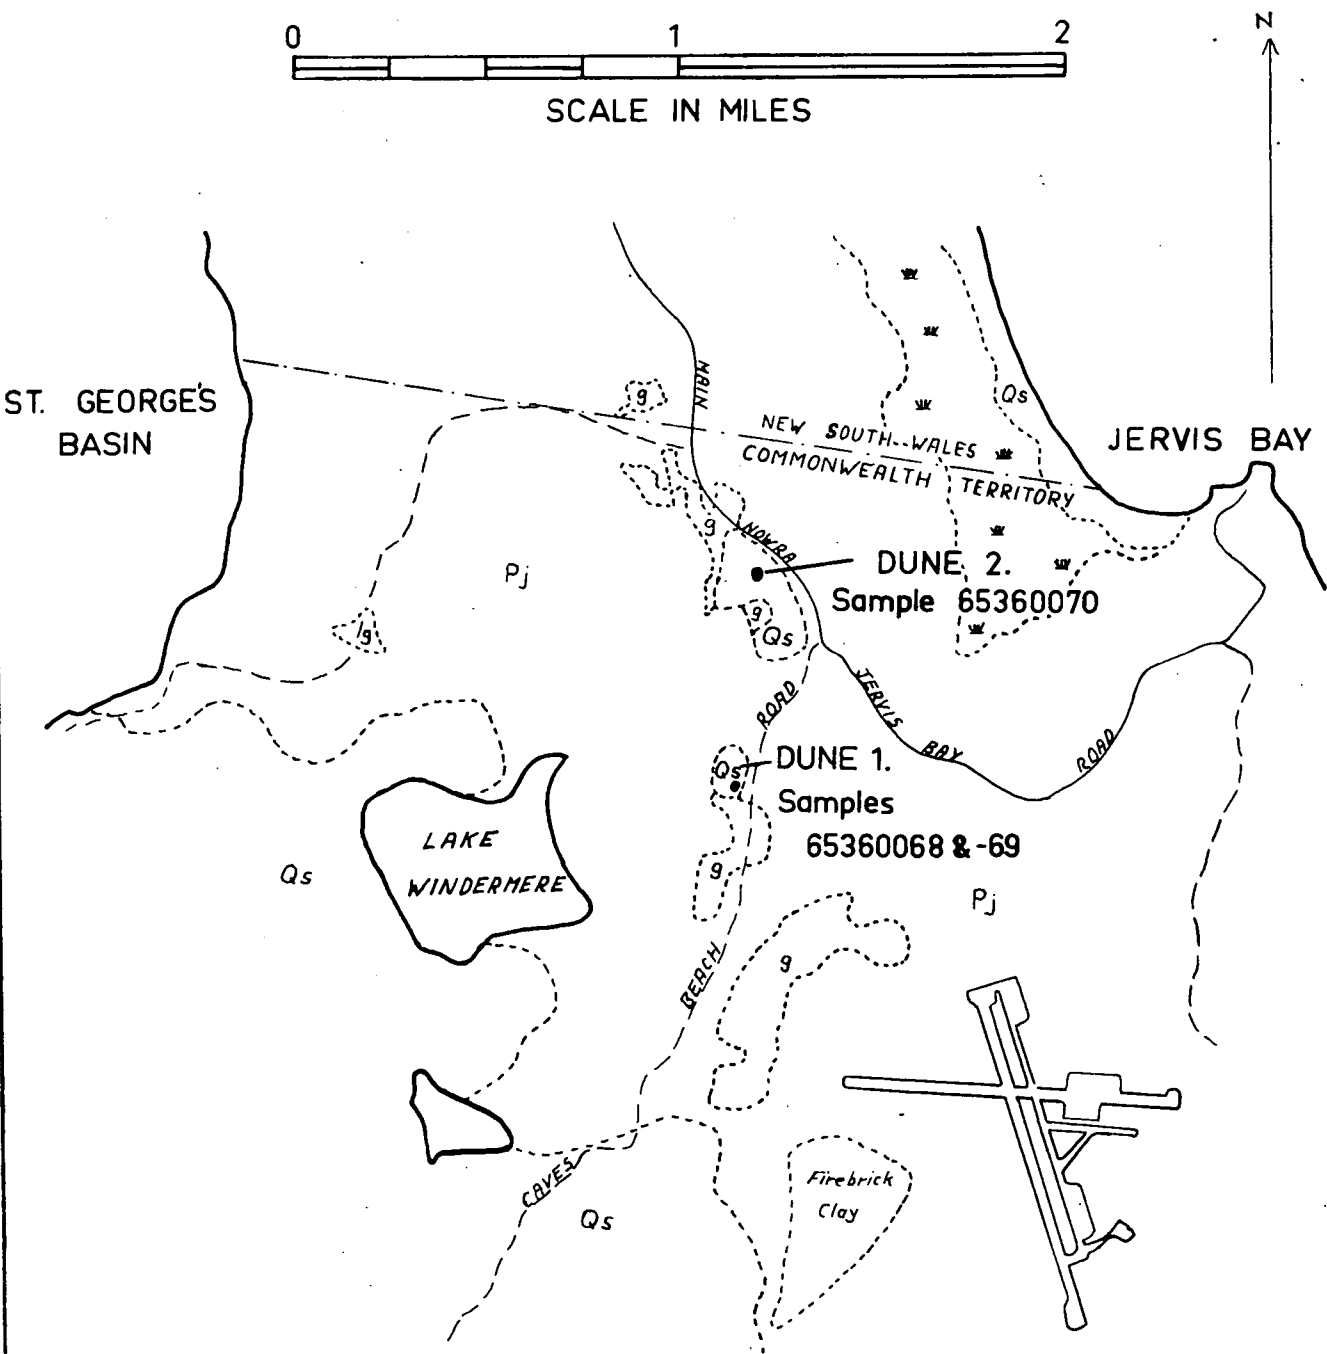 0 1 2
SCALE IN MILES
N
ST. GEORGE'S
BASIN
g
MAIN
Qs
NEW SOUTH WALES
COMMONWEALTH TERRITORY
JERVIS BAY
g
NOWRA
Pj
DUNE 2.
Sample 65360070
g
g
Qs
ROAD
JERVIS
BAY
ROAD
Qs
DUNE 1.
Samples
65360068 & -69
LAKE
WINDERMERE
Qs
g
Pj
BEACH
g
CAVES
Qs
Firebrick
Clay